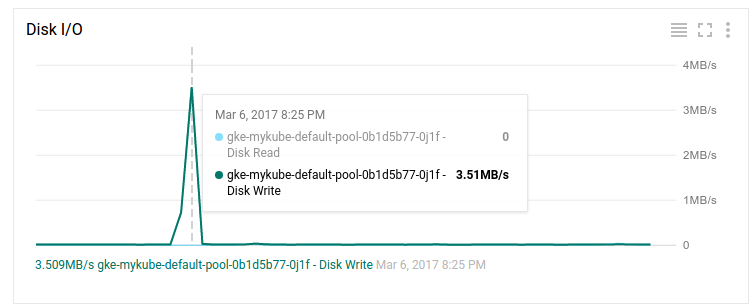 Disk I/O
4MB/s
3MB/s
2MB/s
1MB/s
0
Mar 6, 2017 8:25 PM
gke-mykube-default-pool-0b1d5b77-0j1f - 0
Disk Read
gke-mykube-default-pool-0b1d5b77-0j1f - 3.51MB/s
Disk Write
3.509MB/s gke-mykube-default-pool-0b1d5b77-0j1f - Disk Write Mar 6, 2017 8:25 PM